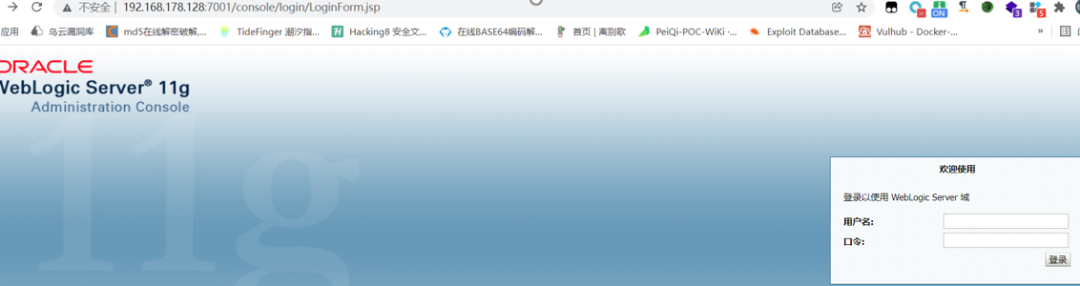 不安全 | 192.168.178.128:7001/console/login/LoginForm.jsp
ON 3 5
应用 乌云漏洞库 md5在线解密破解,... TideFinger 潮汐指... Hacking8 安全文... 在线BASE64编码解... 首页 | 离别歌 PeiQi-POC-WiKi -... Exploit Database... Vulhub - Docker-... »
ORACLE
WebLogic Server® 11g
Administration Console
11g
欢迎使用
登录以使用 WebLogic Server 域
用户名:
口令:
登录